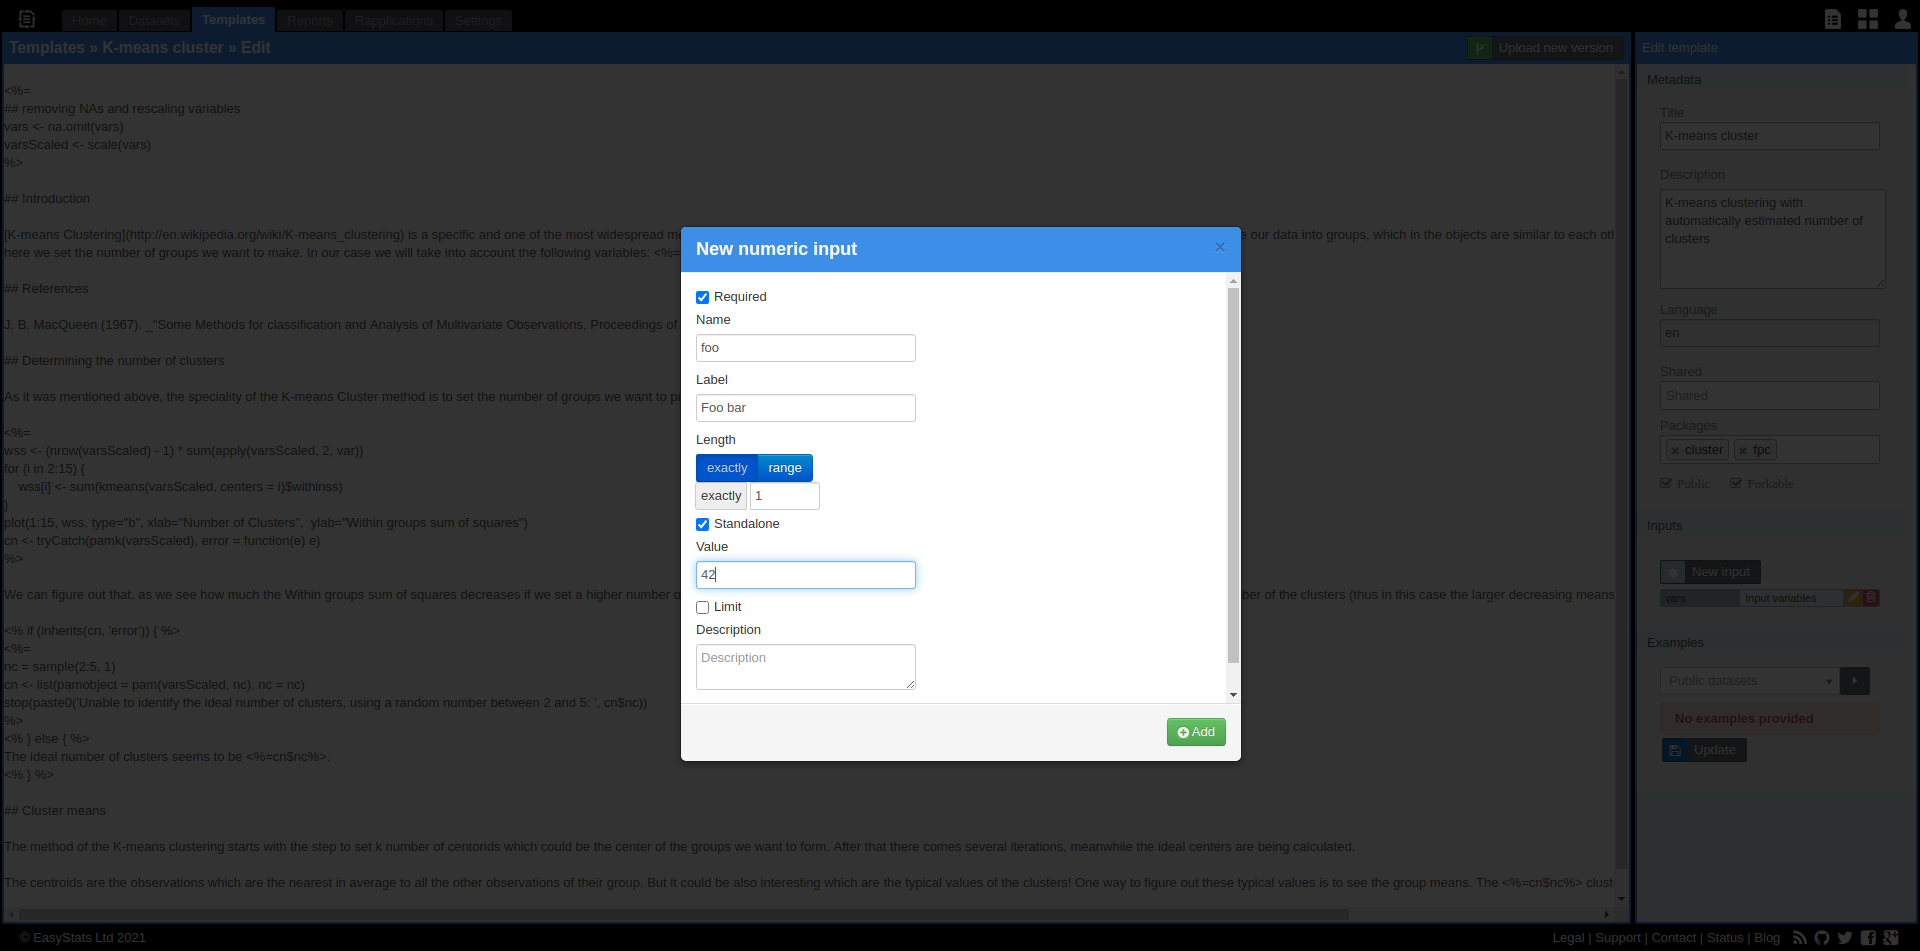 Home Datasets Templates Reports Rapplications Settings
Templates » K-means cluster » Edit
Upload new version
<%=
## removing NAs and rescaling variables
vars <- na.omit(vars)
varsScaled <- scale(vars)
%>
## Introduction
[K-means Clustering](http://en.wikipedia.org/wiki/K-means_clustering) is a specific and one of the most widespread
our data into groups, which in the objects are similar to each
here we set the number of groups we want to make. In our case we will take into account the following variables: <%=
## References
J. B. MacQueen (1967). _"Some Methods for classification and Analysis of Multivariate Observations, Proceedings of
## Determining the number of clusters
As it was mentioned above, the speciality of the K-means Cluster method is to set the number of groups we want to
<%=
wss <- (nrow(varsScaled) - 1) * sum(apply(varsScaled, 2, var))
for (i in 2:15) {
wss[i] <- sum(kmeans(varsScaled, centers = i)$withinss)
}
plot(1:15, wss, type="b", xlab="Number of Clusters", ylab="Within groups sum of squares")
cn <- tryCatch(pamk(varsScaled), error = function(e) e)
%>
We can figure out that, as we see how much the Within groups sum of squares decreases if we set a higher number
of the clusters (thus in this case the larger decreasing means
<% if (inherits(cn, 'error')) { %>
<%=
nc = sample(2:5, 1)
cn <- list(pamobject = pam(varsScaled, nc), nc = nc)
stop(paste0('Unable to identify the ideal number of clusters, using a random number between 2 and 5: ', cn$nc))
%>
<% } else { %>
The ideal number of clusters seems to be <%=cn$nc%>.
<% } %>
## Cluster means
The method of the K-means clustering starts with the step to set k number of centorids which could be the center of the groups we want to form. After that there comes several iterations, meanwhile the ideal centers are being calculated.
The centroids are the observations which are the nearest in average to all the other observations of their group. But it could be also interesting which are the typical values of the clusters! One way to figure out these typical values is to see the group means. The <%=cn$nc%> clust
New numeric input
×
Required
Name
foo
Label
Foo bar
Length
exactly range
exactly 1
Standalone
Value
42
Limit
Description
Description
Add
Edit template
Metadata
Title
K-means cluster
Description
K-means clustering with
automatically estimated number of
clusters
Language
en
Shared
Shared
Packages
× cluster × fpc
Public Forkable
Inputs
New input
vars Input variables
Examples
Public datasets
No examples provided
Update
© EasyStats Ltd 2021
Legal | Support | Contact | Status | Blog